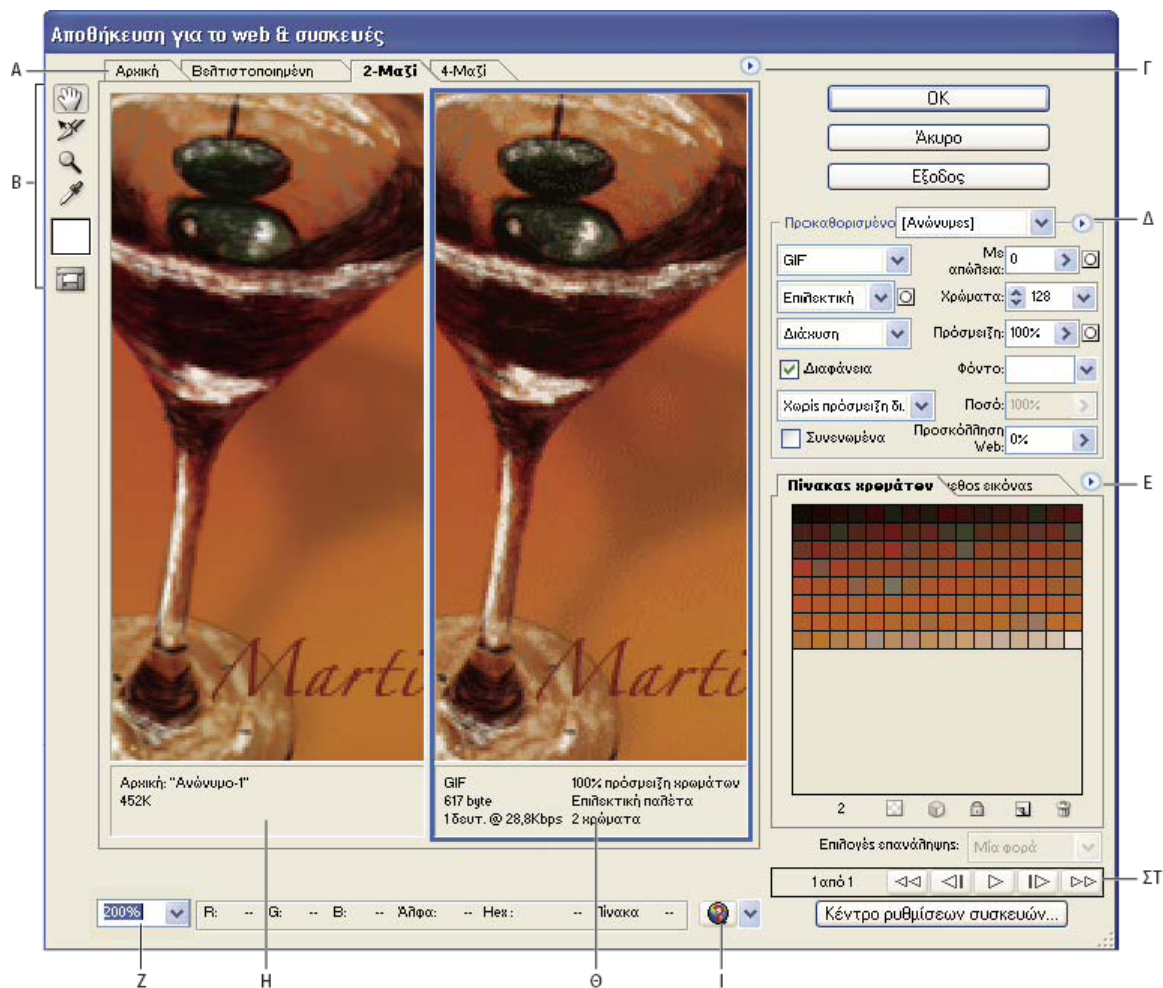 Αποθήκευση για το web & συσκευές
Α
Αρχική Βελτιστοποιημένη 2-Μαζί 4-Μαζί
Γ
Β
OK
Άκυρο
Εξοδος
Προκαθορισμένο [Ανώνυμες]
Δ
GIF
Με απώλεια: 0
Επιλεκτική
Χρώματα: 128
Διάχυση
Πρόσμειξη: 100%
Διαφάνεια
Φόντο:
Χωρίς πρόσμειξη δι.
Ποσό: 100%
Συνενωμένα
Προσκόλληση Web: 0%
Πίνακας χρωμάτων γεθος εικόνας
Ε
Marti
Marti
Αρχική: "Ανώνυμο-1"
452K
GIF 100% πρόσμειξη χρωμάτων
617 byte Επιλεκτική παλέτα
1 δευτ. @ 28,8Kbps 2 χρώματα
2
Επιλογές επανάληψης: Μία φορά
1 από 1
ΣΤ
200% R: -- G: -- B: -- Άλφα: -- Hex: -- Πίνακα --
Κέντρο ρυθμίσεων συσκευών...
Ζ
Η
Θ
Ι